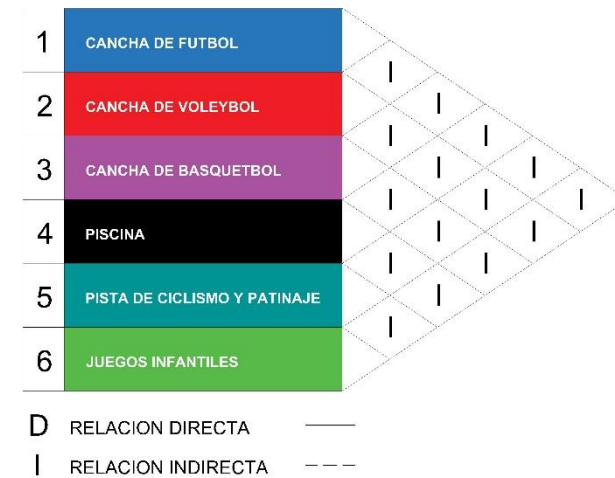 1 CANCHA DE FUTBOL
I
2 CANCHA DE VOLEYBOL I
I I
3 CANCHA DE BASQUETBOL I I
I I I
4 PISCINA I I
I I
5 PISTA DE CICLISMO Y PATINAJE I
I
6 JUEGOS INFANTILES
D RELACION DIRECTA
I RELACION INDIRECTA